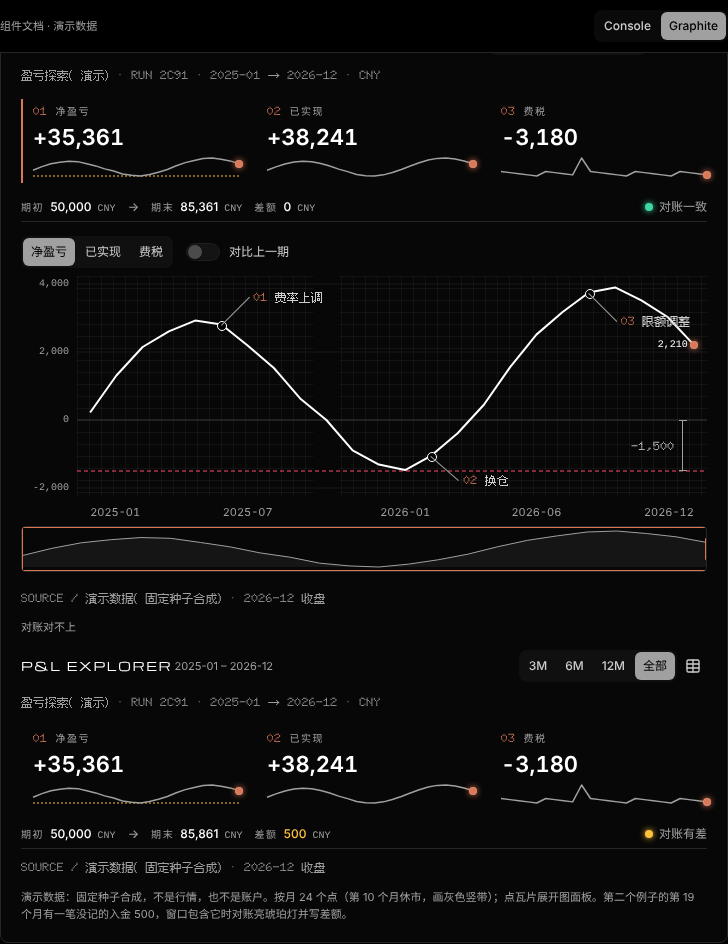 组件文档 · 演示数据
Console Graphite
盈亏探索( 演示) · RUN 2C91 · 2025-01 → 2026-12 · CNY
01 净盈亏 02 已实现 03 费税
+35,361 +38,241 -3,180
期初 50,000 CNY → 期末 85,361 CNY 差额 0 CNY 对账一致
净盈亏 已实现 费税 对比上一期
4,000
01 费率上调
03 限额调整
2,210
2,000
0
-1,500
-2,000
02 换仓
2025-01 2025-07 2026-01 2026-06 2026-12
SOURCE / 演示数据( 固定种子合成) · 2026-12 收盘
对账对不上
P&L EXPLORER 2025-01 – 2026-12 3M 6M 12M 全部
盈亏探索( 演示) · RUN 2C91 · 2025-01 → 2026-12 · CNY
01 净盈亏 02 已实现 03 费税
+35,361 +38,241 -3,180
期初 50,000 CNY → 期末 85,861 CNY 差额 500 CNY 对账有差
SOURCE / 演示数据( 固定种子合成) · 2026-12 收盘
演示数据：固定种子合成，不是行情，也不是账户。按月 24 个点（第 10 个月休市，画灰色竖带）；点瓦片展开图面板。第二个例子的第 19
个月有一笔没记的入金 500，窗口包含它时对账亮琥珀灯并写差额。